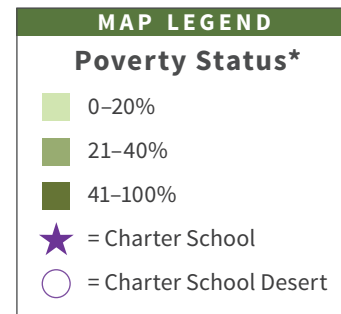 MAP LEGEND
Poverty Status*
0–20%
21–40%
41–100%
= Charter School
= Charter School Desert